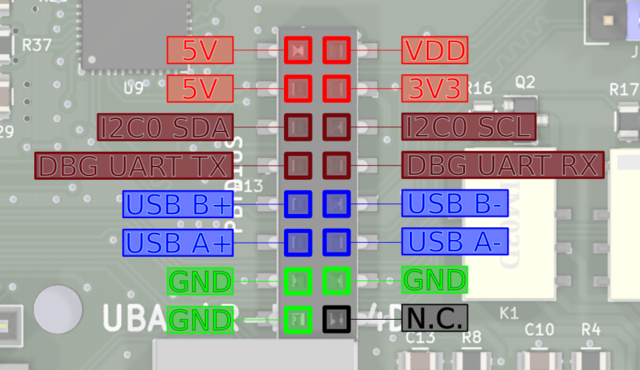 R37
U9
5V VDD
5V 3V3
R16
Q2
R17
I2C0 SDA I2C0 SCL
DBG UART TX DBG UART RX
J13
USB B+ USB B-
USB A+ USB A-
GND GND
GND N.C.
K1
C13 R8 C10 R4